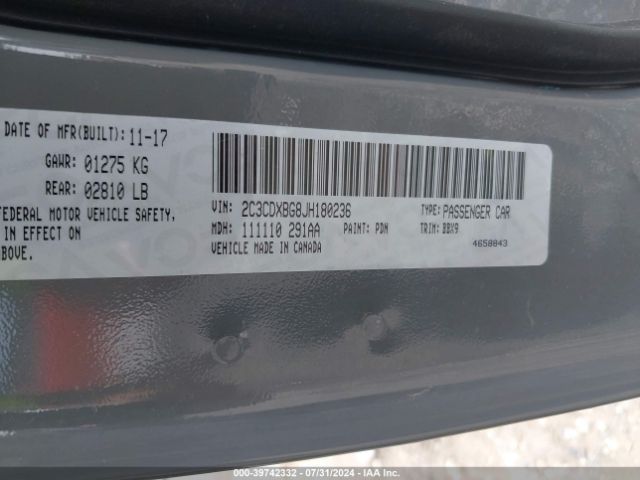 DATE OF MFR(BUILT): 11-17
GAWR: 01275 KG
REAR: 02810 LB
FEDERAL MOTOR VEHICLE SAFETY,
IN EFFECT ON
ABOVE.
VIN: 2C3CDXBG8JH180236
TYPE: PASSENGER CAR
MDH: 111110 291AA
PAINT: PDN
TRIM: BBX9
VEHICLE MADE IN CANADA
4658843
000-39742332 - 07/31/2024 - IAA Inc.